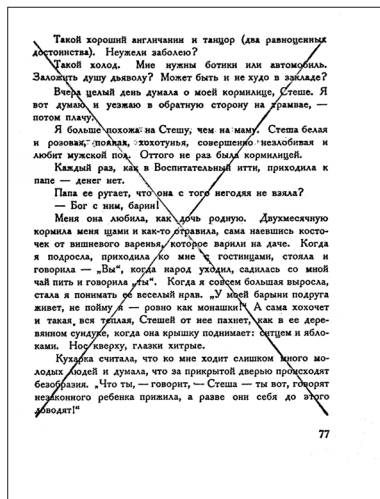 Такой хороший англичанин и танцор (два равноценных
достоинства). Неужели заболею?
Такой холод. Мне нужны ботики или автомобиль.
Заложить душу дьяволу? Может быть и не худо в закладе?
Вчера целый день думала о моей кормилице, Стеше. Я
вот думаю и уезжаю в обратную сторону на трамвае, —
потом плачу.
Я больше похожа на Стешу, чем на маму. Стеша белая
и розовая, полная, хохотунья, совершенно незлобивая и
любит мужской пол. Оттого не раз была кормилицей.
Каждый раз, как в Воспитательный итти, приходила к
папе — денег нет.
Папа ее ругает, что она с того негодяя не взяла?
— Бог с ним, барин!
Меня она любила, как дочь родную. Двухмесячную
кормила меня щами и как-то отравила, сама наевшись косто-
чек от вишневого варенья, которое варили на даче. Когда
я подросла, приходила ко мне с гостинцами, стояла и
говорила — „Вы“, когда народ уходил, садилась со мной
чай пить и говорила „ты“. Когда я совсем большая выросла,
стала я понимать ее веселый нрав. „У моей барыни подруга
живет, не пойму я — ровно как монашки!“ А сама хохочет
и такая вся теплая, Стешей от нее пахнет, как в ее дере-
вянном сундуке, когда она крышку поднимает: ситцем и ябло-
ками. Нос кверху, глазки хитрые.
Кухарка считала, что ко мне ходит слишком много мо-
лодых людей и думала, что за прикрытой дверью происходят
безобразия. „Что ты, — говорит, — Стеша — ты вот, говорят
незаконного ребенка прижила, а разве они себя до этого
доводят!“
77